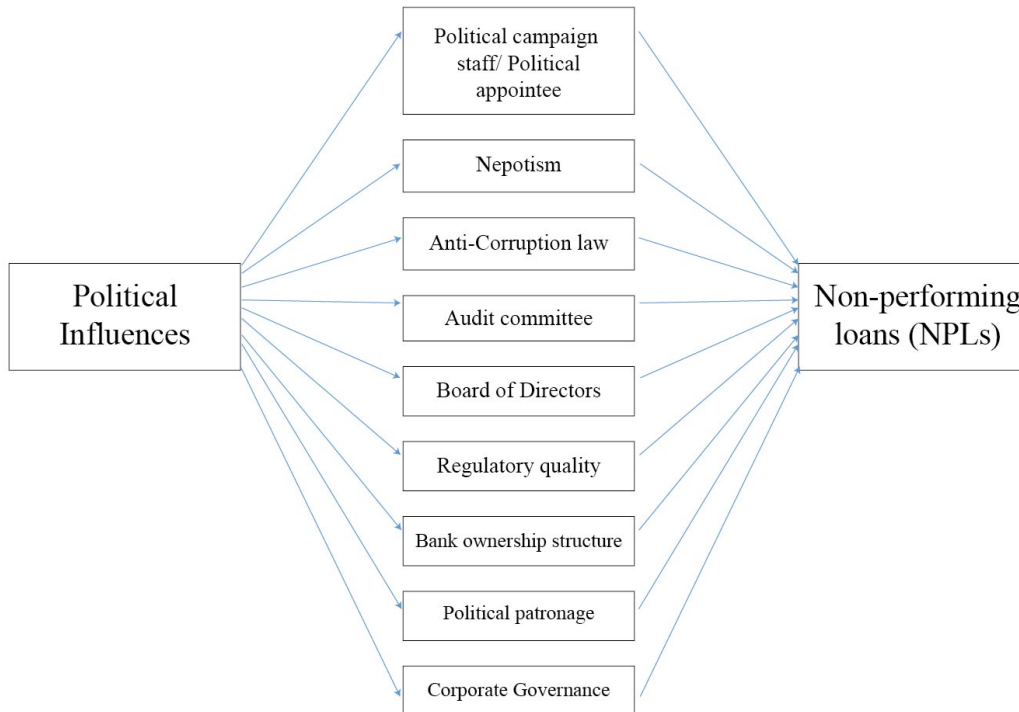 Political campaign
staff/ Political
appointee
Nepotism
Anti-Corruption law
Political
Influences
Audit committee
Non-performing
loans (NPLs)
Board of Directors
Regulatory quality
Bank ownership structure
Political patronage
Corporate Governance